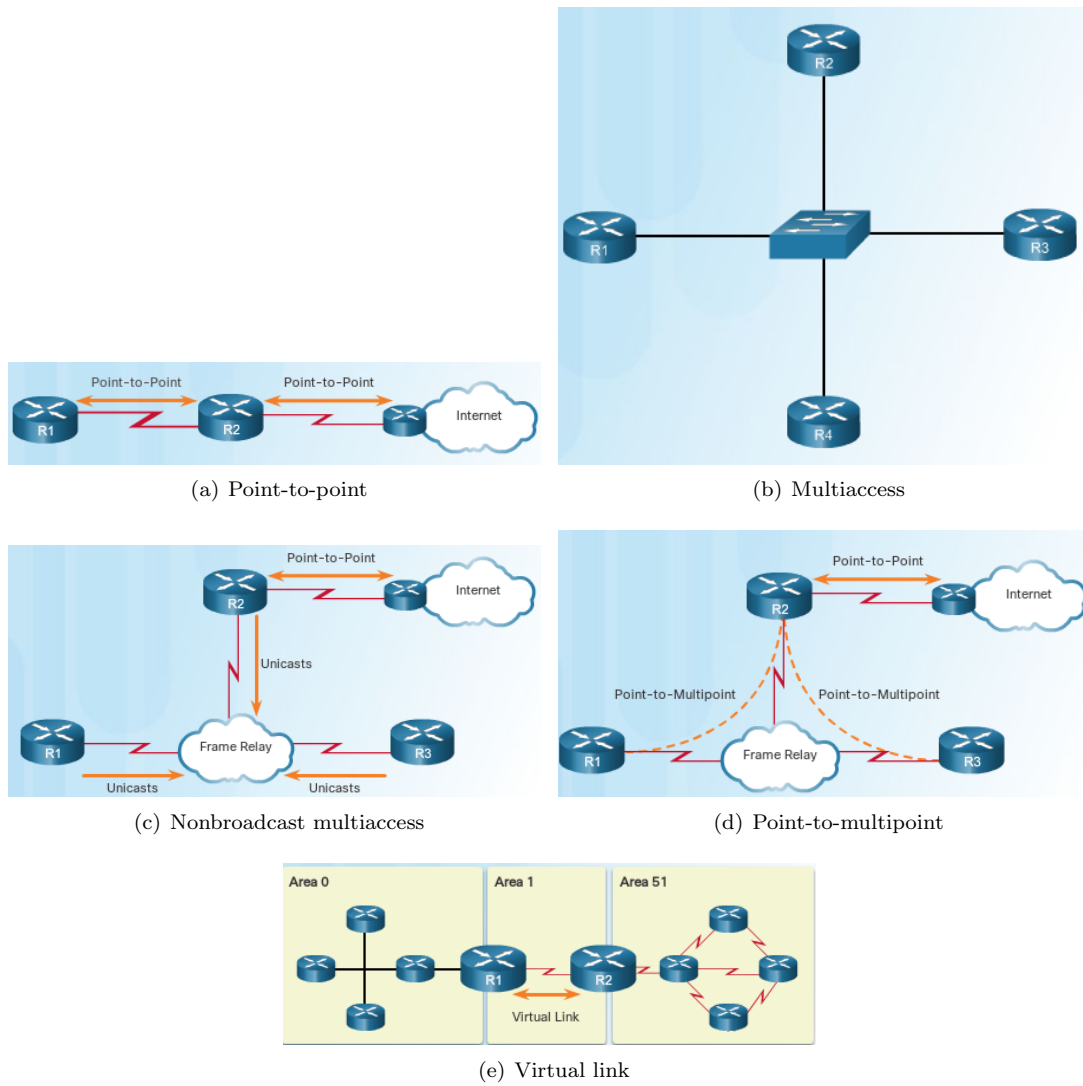 Point-to-Point
Point-to-Point
R1
R2
Internet
(a) Point-to-point
R2
R1
R3
R4
(b) Multiaccess
Point-to-Point
R2
Internet
Unicasts
R1
Frame Relay
R3
Unicasts
Unicasts
(c) Nonbroadcast multiaccess
Point-to-Point
R2
Internet
Point-to-Multipoint
Point-to-Multipoint
R1
Frame Relay
R3
(d) Point-to-multipoint
Area 0
Area 1
Area 51
R1
R2
Virtual Link
(e) Virtual link